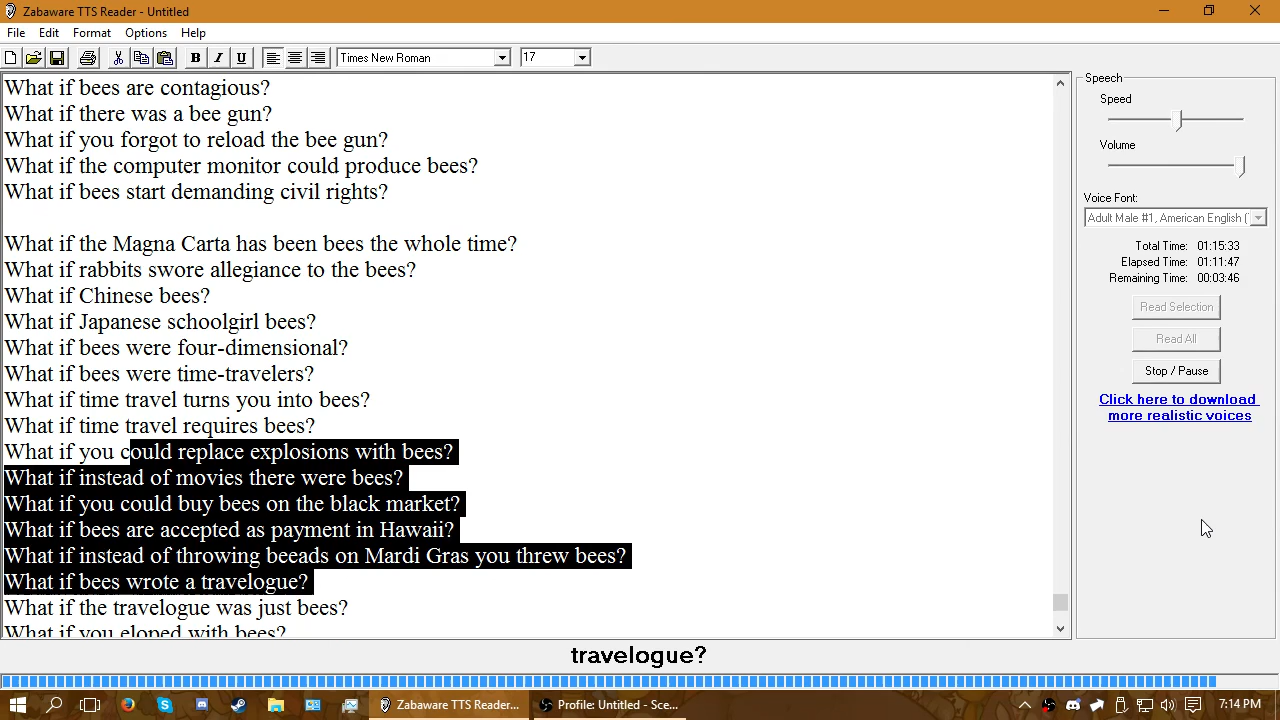 Zabaware TTS Reader - Untitled
File Edit Format Options Help
B I U Times New Roman 17
What if bees are contagious?
What if there was a bee gun?
What if you forgot to reload the bee gun?
What if the computer monitor could produce bees?
What if bees start demanding civil rights?
What if the Magna Carta has been bees the whole time?
What if rabbits swore allegiance to the bees?
What if Chinese bees?
What if Japanese schoolgirl bees?
What if bees were four-dimensional?
What if bees were time-travelers?
What if time travel turns you into bees?
What if time travel requires bees?
What if you could replace explosions with bees?
What if instead of movies there were bees?
What if you could buy bees on the black market?
What if bees are accepted as payment in Hawaii?
What if instead of throwing beeads on Mardi Gras you threw bees?
What if bees wrote a travelogue?
What if the travelogue was just bees?
What if you eloped with bees?
Speech
Speed
Volume
Voice Font:
Adult Male #1, American English (
Total Time: 01:15:33
Elapsed Time: 01:11:47
Remaining Time: 00:03:46
Read Selection
Read All
Stop / Pause
Click here to download
more realistic voices
travelogue?
Zabaware TTS Reader... Profile: Untitled - Sce... 7:14 PM